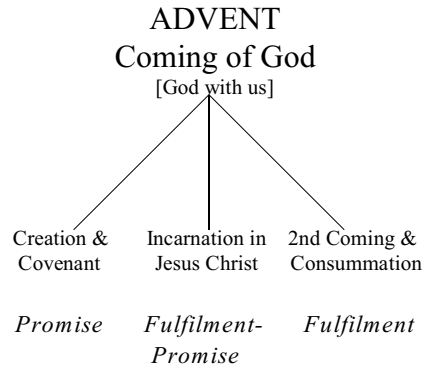 ADVENT
Coming of God
[God with us]
Creation &
Covenant
Incarnation in
Jesus Christ
2nd Coming &
Consummation
Promise
Fulfilment-
Promise
Fulfilment